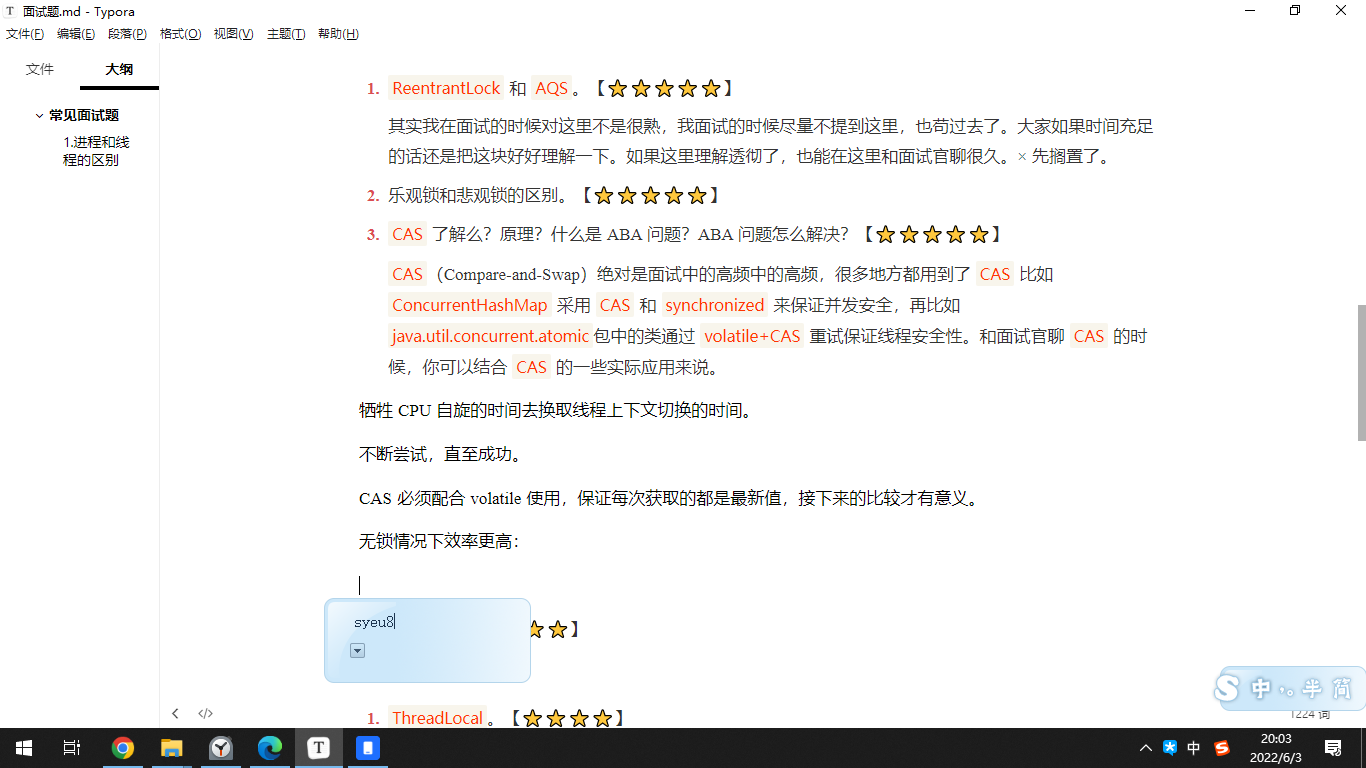 面试题.md - Typora
文件(F) 编辑(E) 段落(P) 格式(O) 视图(V) 主题(T) 帮助(H)
文件 大纲
常见面试题
1.进程和线
程的区别
1. ReentrantLock 和 AQS 。【⭐⭐⭐⭐⭐】
其实我在面试的时候对这里不是很熟，我面试的时候尽量不提到这里，也苟过去了。大家如果时间充足
的话还是把这块好好理解一下。如果这里理解透彻了，也能在这里和面试官聊很久。× 先搁置了。
2. 乐观锁和悲观锁的区别。【⭐⭐⭐⭐⭐】
3. CAS 了解么？原理？什么是 ABA 问题？ABA 问题怎么解决？【⭐⭐⭐⭐⭐】
CAS（Compare-and-Swap）绝对是面试中的高频中的高频，很多地方都用到了 CAS 比如
ConcurrentHashMap 采用 CAS 和 synchronized 来保证并发安全，再比如
java.util.concurrent.atomic包中的类通过 volatile+CAS 重试保证线程安全性。和面试官聊 CAS 的时
候，你可以结合 CAS 的一些实际应用来说。
牺牲 CPU 自旋的时间去换取线程上下文切换的时间。
不断尝试，直至成功。
CAS 必须配合 volatile 使用，保证每次获取的都是最新值，接下来的比较才有意义。
无锁情况下效率更高：
syeu8
⭐⭐】
1. ThreadLocal 。【⭐⭐⭐⭐】
中 半 简
1224 词
中
20:03
2022/6/3